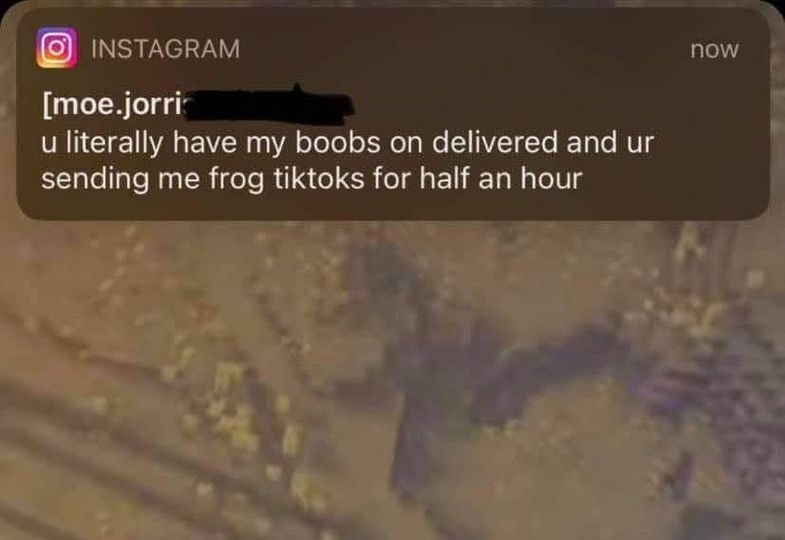 INSTAGRAM now
[moe.jorri
u literally have my boobs on delivered and ur
sending me frog tiktoks for half an hour